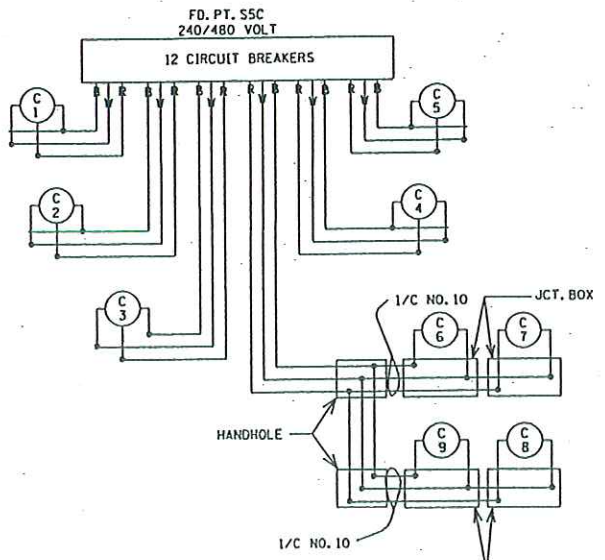 FD. PT. S5C
240/480 VOLT
12 CIRCUIT BREAKERS
B W R B W R B W R R W B R W B R W B
C
1
C
5
C
2
C
4
C
3
1/C NO. 10
JCT. BOX
C
6
C
7
HANDHOLE
C
9
C
8
1/C NO. 10